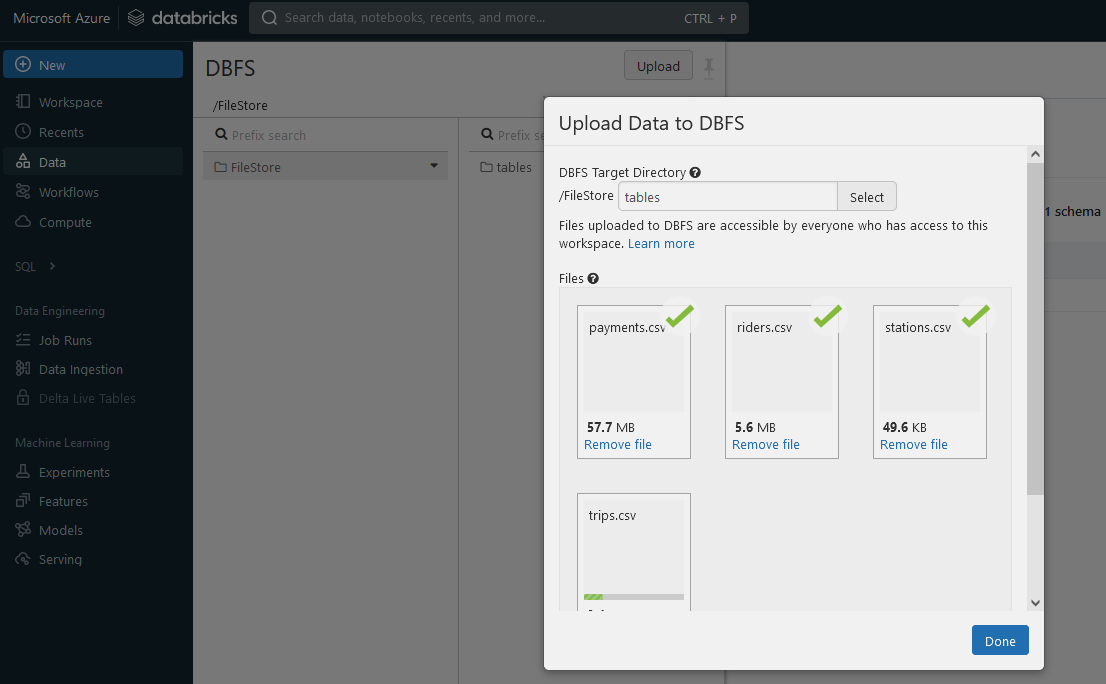 Microsoft Azure databricks Search data, notebooks, recents, and more... CTRL + P
New
Workspace
Recents
Data
Workflows
Compute
SQL
Data Engineering
Job Runs
Data Ingestion
Delta Live Tables
Machine Learning
Experiments
Features
Models
Serving
DBFS Upload
/FileStore
Prefix search
FileStore
Prefix se
tables
1 schema
Upload Data to DBFS
DBFS Target Directory
/FileStore tables Select
Files uploaded to DBFS are accessible by everyone who has access to this
workspace. Learn more
Files
payments.csv riders.csv stations.csv
57.7 MB 5.6 MB 49.6 KB
Remove file Remove file Remove file
trips.csv
Done